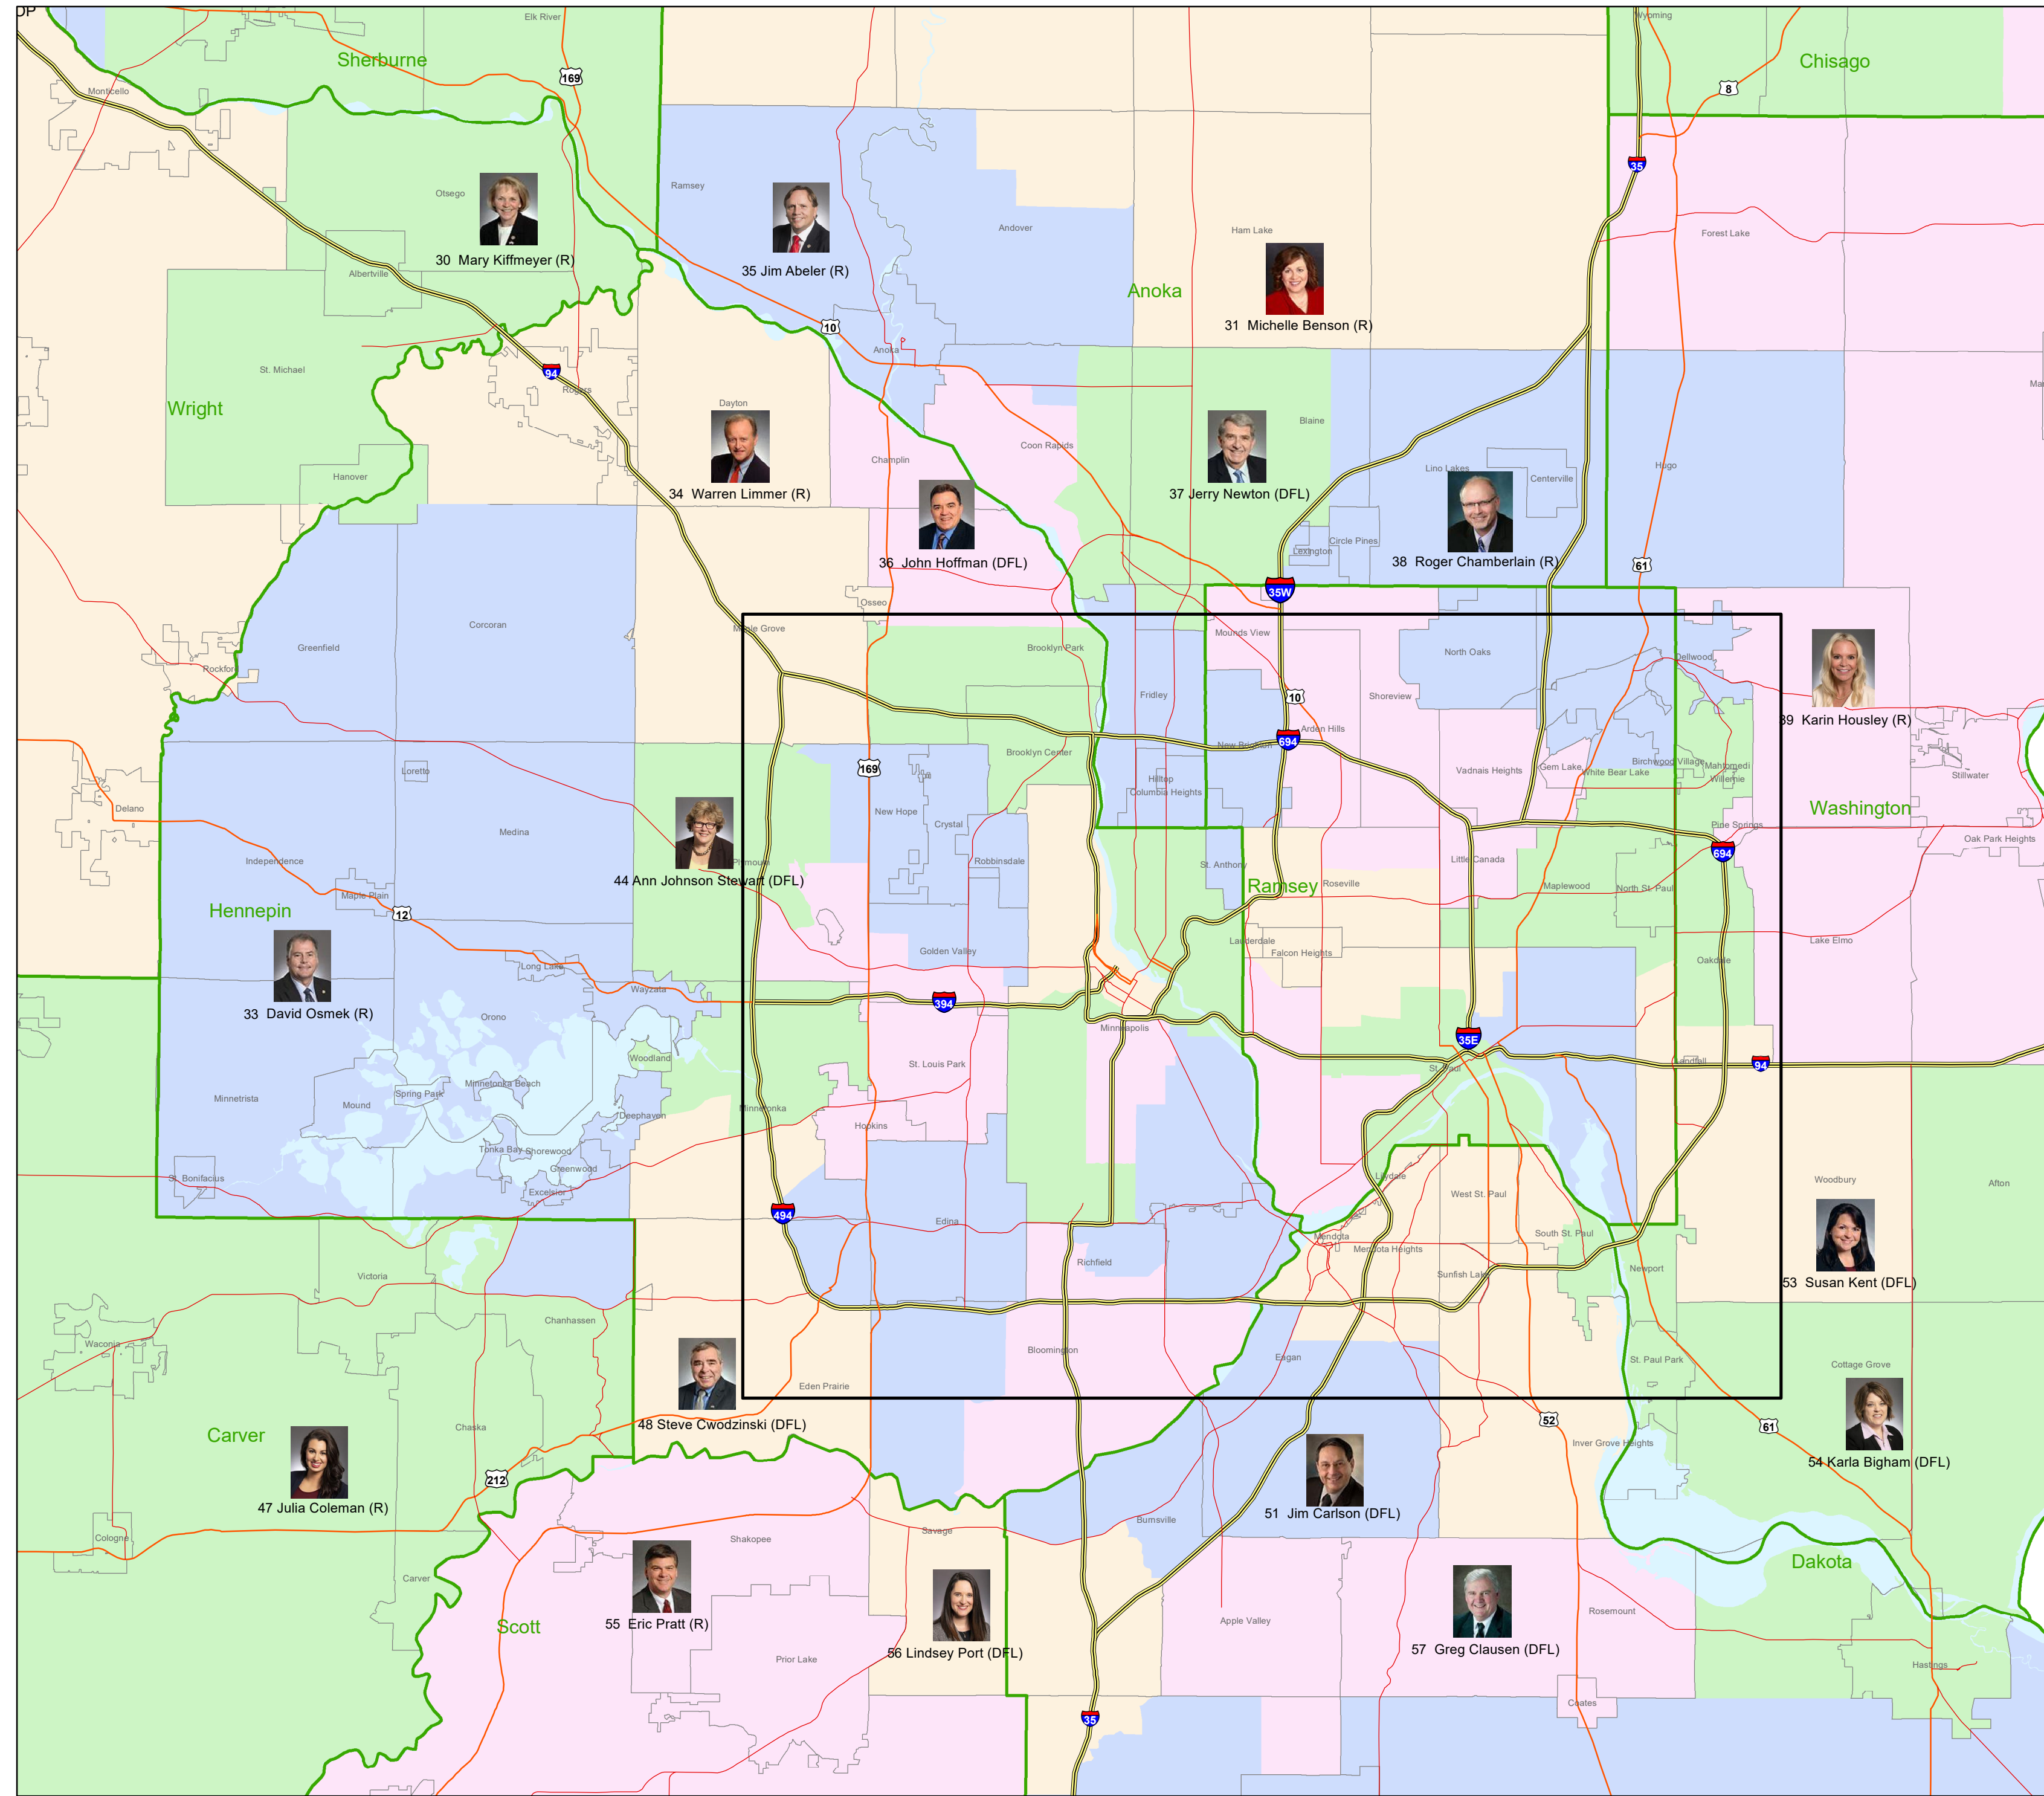 OP
Elk River
Wyoming
Sherburne
Chisago
169
8
Monticello
35
Ramsey
Otsego
Andover
Ham Lake
Forest Lake
30 Mary Kiffmeyer (R)
35 Jim Abeler (R)
Albertville
Anoka
10
31 Michelle Benson (R)
Anoka
St. Michael
94
Rogers
Wright
Dayton
Blaine
Coon Rapids
Champlin
Lino Lakes
Hugo
Hanover
Centerville
34 Warren Limmer (R)
37 Jerry Newton (DFL)
Circle Pines
Lexington
36 John Hoffman (DFL)
38 Roger Chamberlain (R)
61
35W
Osseo
Corcoran
Maple Grove
Mounds View
Greenfield
Brooklyn Park
North Oaks
Dellwood
Rockford
Fridley
10
Shoreview
39 Karin Housley (R)
Arden Hills
694
New Brighton
Brooklyn Center
169
Loretto
Hilltop
Vadnais Heights
Gem Lake
White Bear Lake
Birchwood Village
Mahtomedi
Willernie
Stillwater
Columbia Heights
Delano
New Hope
Washington
Medina
Crystal
Pine Springs
Oak Park Heights
694
Independence
Plymouth
Robbinsdale
St. Anthony
Little Canada
44 Ann Johnson Stewart (DFL)
Ramsey
Roseville
Maplewood
North St. Paul
Maple Plain
Hennepin
12
Golden Valley
Lauderdale
Falcon Heights
Lake Elmo
Long Lake
Oakdale
Wayzata
394
33 David Osmek (R)
Orono
Minneapolis
35E
Woodland
St. Louis Park
St. Paul
Landfall
94
Minnetonka Beach
Spring Park
Minnetrista
Mound
Minnetonka
Deephaven
Hopkins
Tonka Bay
Shorewood
Greenwood
St. Bonifacius
Excelsior
Lilydale
West St. Paul
Woodbury
Afton
494
Edina
Mendota
Mendota Heights
South St. Paul
Richfield
Victoria
Sunfish Lake
Newport
53 Susan Kent (DFL)
Chanhassen
Waconia
Bloomington
Eagan
St. Paul Park
Cottage Grove
Eden Prairie
48 Steve Cwodzinski (DFL)
Chaska
52
61
Carver
Inver Grove Heights
54 Karla Bigham (DFL)
212
47 Julia Coleman (R)
51 Jim Carlson (DFL)
Burnsville
Cologne
Shakopee
Savage
Dakota
Carver
Scott
55 Eric Pratt (R)
Apple Valley
Rosemount
56 Lindsey Port (DFL)
57 Greg Clausen (DFL)
Prior Lake
Hastings
Coates
35